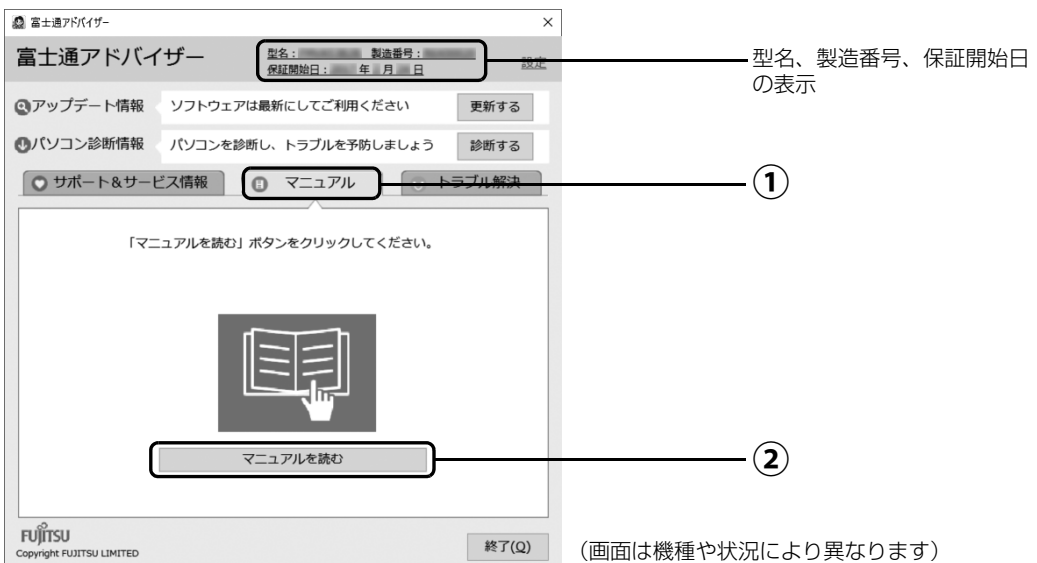 富士通アドバイザー
×
富士通アドバイザー
型名： 製造番号：
保証開始日： 年 月 日
設定
型名、製造番号、保証開始日
の表示
アップデート情報
ソフトウェアは最新にしてご利用ください
更新する
パソコン診断情報
パソコンを診断し、トラブルを予防しましょう
診断する
サポート&サービス情報
マニュアル
トラブル解決
①
「マニュアルを読む」ボタンをクリックしてください。
マニュアルを読む
②
FUJITSU
Copyright FUJITSU LIMITED
終了(Q)
（画面は機種や状況により異なります）